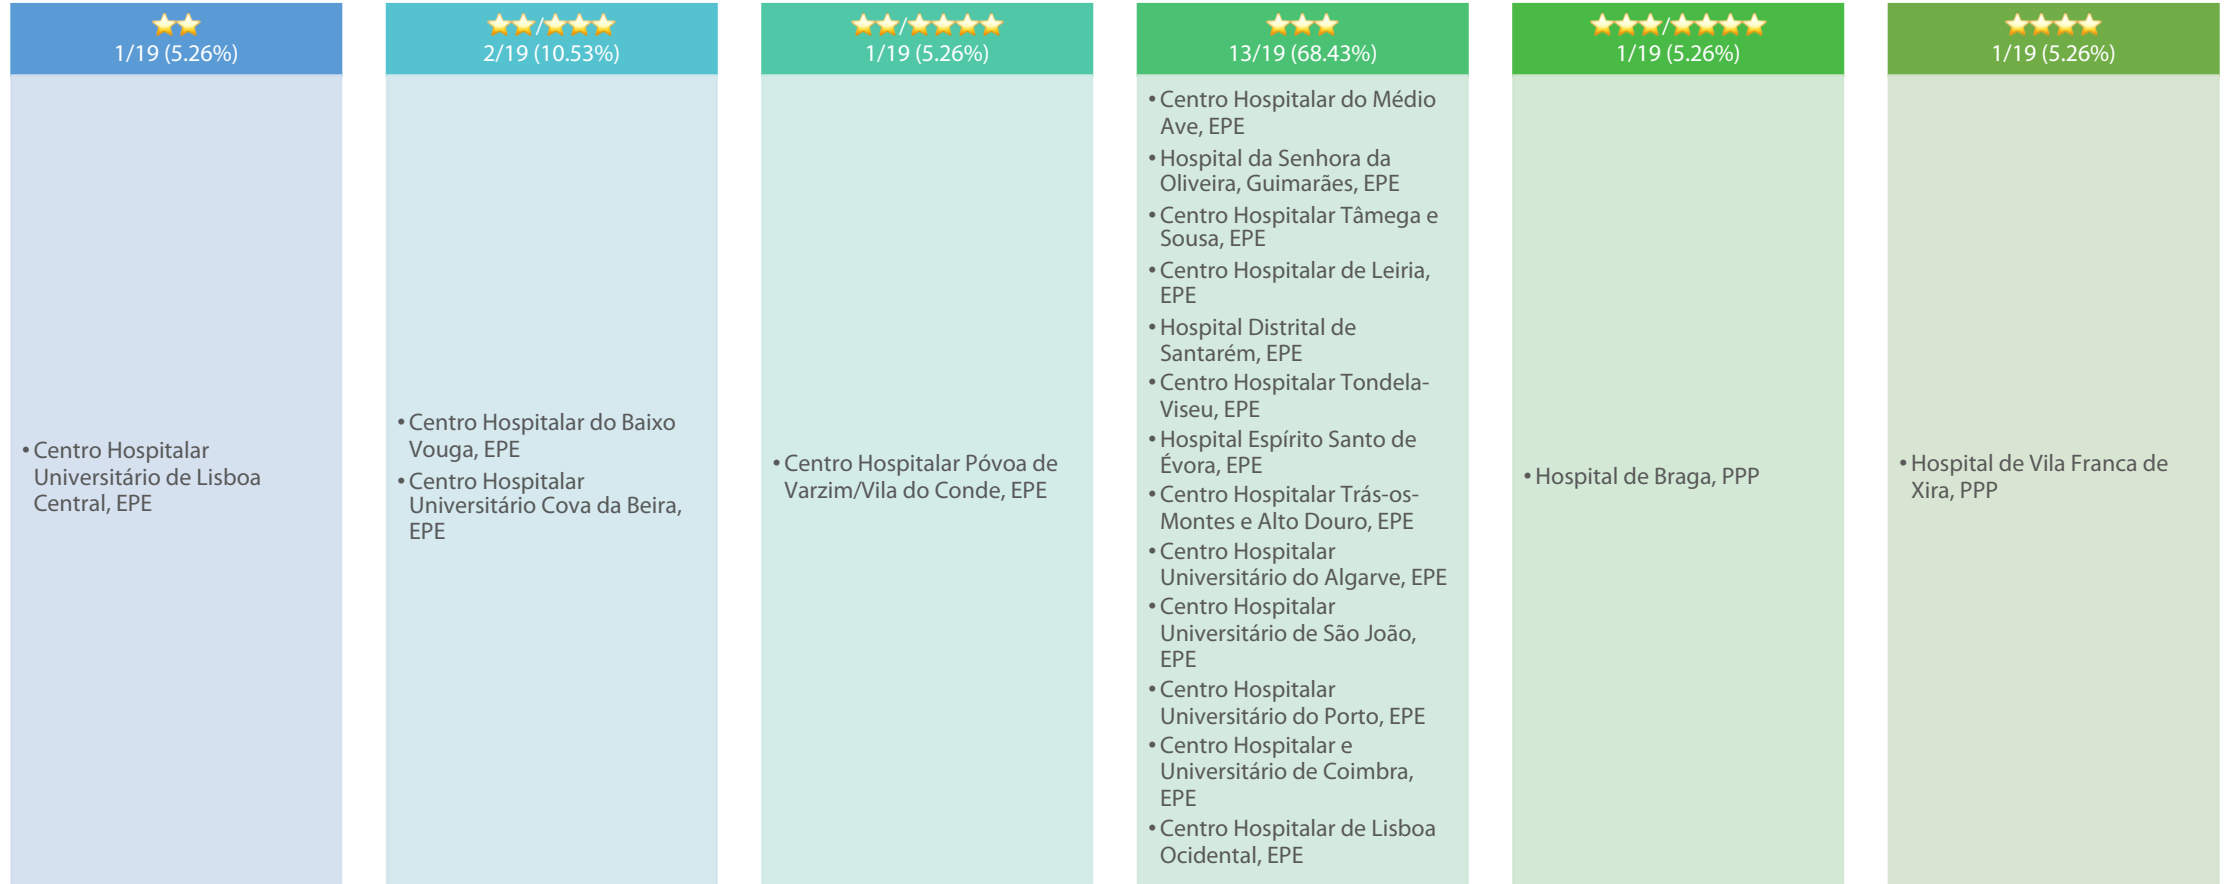 ⭐⭐
1/19 (5.26%)
• Centro Hospitalar
Universitário de Lisboa
Central, EPE
⭐⭐/⭐⭐⭐
2/19 (10.53%)
• Centro Hospitalar do Baixo
Vouga, EPE
• Centro Hospitalar
Universitário Cova da Beira,
EPE
⭐⭐/⭐⭐⭐⭐
1/19 (5.26%)
• Centro Hospitalar Póvoa de
Varzim/Vila do Conde, EPE
⭐⭐⭐
13/19 (68.43%)
• Centro Hospitalar do Médio
Ave, EPE
• Hospital da Senhora da
Oliveira, Guimarães, EPE
• Centro Hospitalar Tâmega e
Sousa, EPE
• Centro Hospitalar de Leiria,
EPE
• Hospital Distrital de
Santarém, EPE
• Centro Hospitalar Tondela-
Viseu, EPE
• Hospital Espírito Santo de
Évora, EPE
• Centro Hospitalar Trás-os-
Montes e Alto Douro, EPE
• Centro Hospitalar
Universitário do Algarve, EPE
• Centro Hospitalar
Universitário de São João,
EPE
• Centro Hospitalar
Universitário do Porto, EPE
• Centro Hospitalar e
Universitário de Coimbra,
EPE
• Centro Hospitalar de Lisboa
Ocidental, EPE
⭐⭐⭐/⭐⭐⭐⭐
1/19 (5.26%)
• Hospital de Braga, PPP
⭐⭐⭐⭐
1/19 (5.26%)
• Hospital de Vila Franca de
Xira, PPP